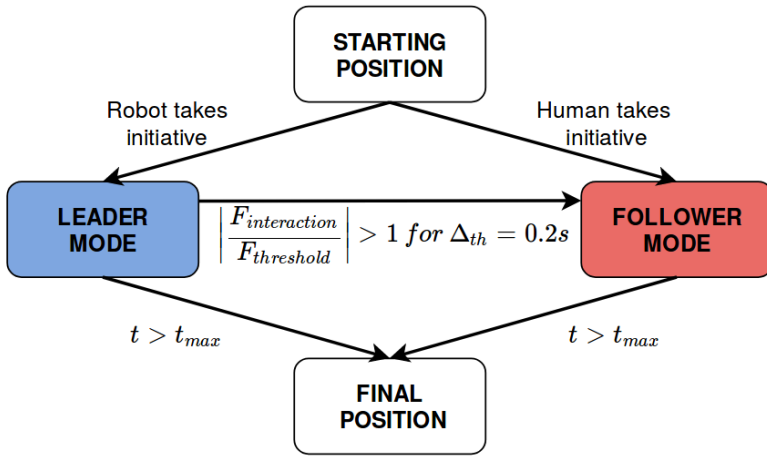 STARTING
POSITION
Robot takes
initiative
Human takes
initiative
LEADER
MODE
|F_interaction / F_threshold| > 1 for Δ_th = 0.2s
FOLLOWER
MODE
t > t_max
t > t_max
FINAL
POSITION